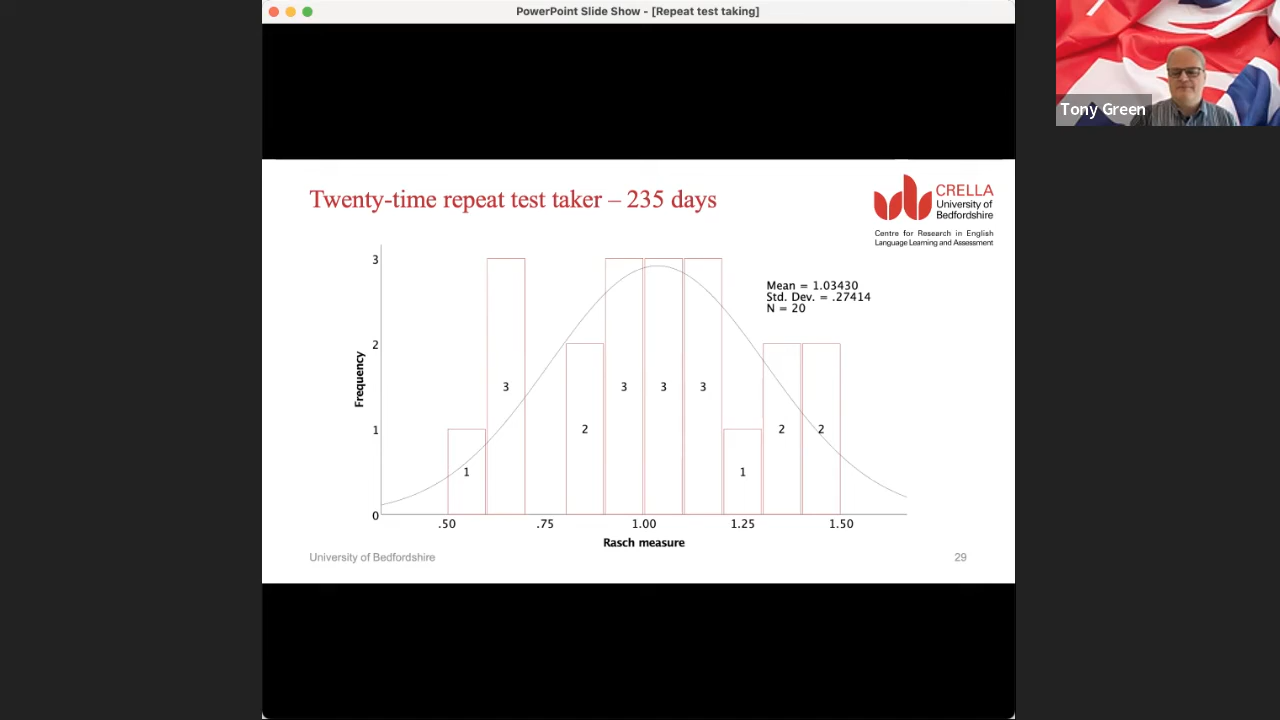 PowerPoint Slide Show - [Repeat test taking]
Tony Green
Twenty-time repeat test taker – 235 days
CRELLA
University of
Bedfordshire
Centre for Research in English
Language Learning and Assessment
Mean = 1.03430
Std. Dev. = .27414
N = 20
Frequency
3
2
1
0
1
3
2
3
3
3
1
2
2
.50
.75
1.00
1.25
1.50
Rasch measure
University of Bedfordshire
29